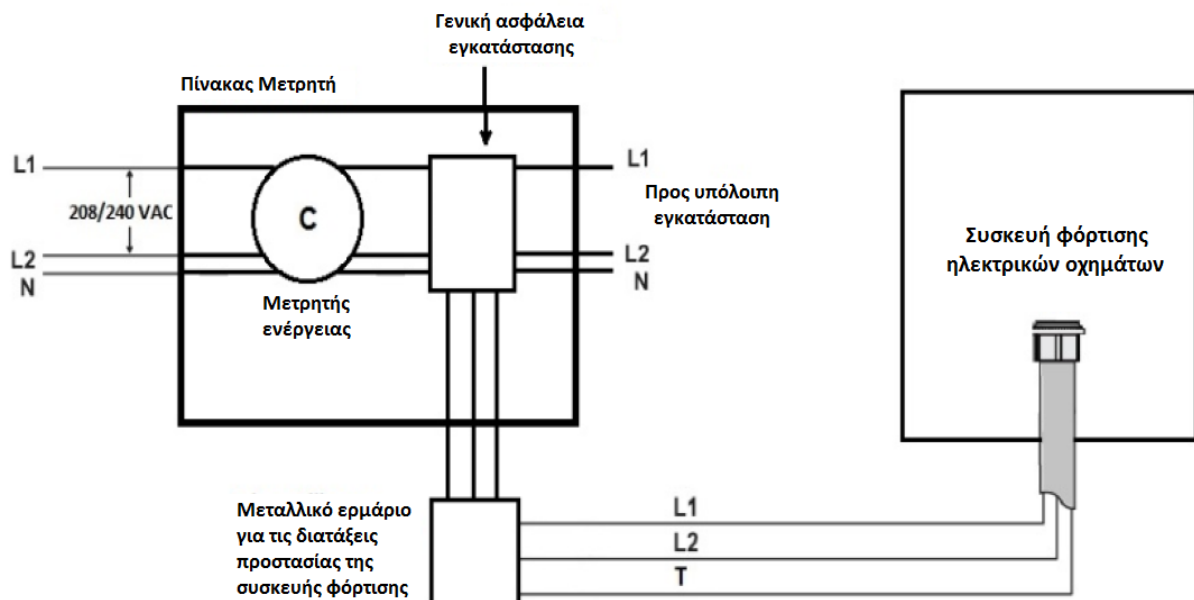 Γενική ασφάλεια
εγκατάστασης
Πίνακας Μετρητή
L1
208/240 VAC
L2
N
C
Μετρητής
ενέργειας
L1
Προς υπόλοιπη
εγκατάσταση
L2
N
Συσκευή φόρτισης
ηλεκτρικών οχημάτων
Μεταλλικό ερμάριο
για τις διατάξεις
προστασίας της
συσκευής φόρτισης
L1
L2
T